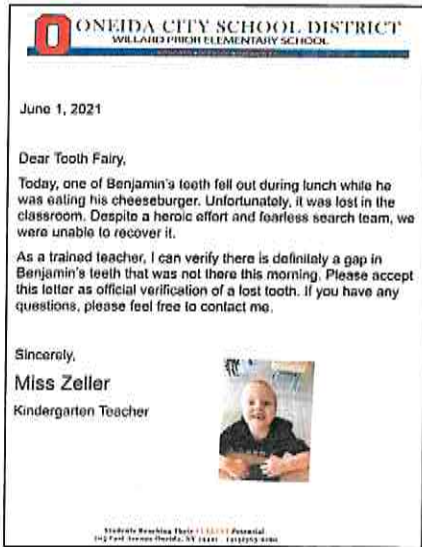 ONEIDA CITY SCHOOL DISTRICT
WILLARD PRIOR ELEMENTARY SCHOOL
June 1, 2021
Dear Tooth Fairy,
Today, one of Benjamin's teeth fell out during lunch while he
was eating his cheeseburger. Unfortunately, it was lost in the
classroom. Despite a heroic effort and fearless search team, we
were unable to recover it.
As a trained teacher, I can verify there is definitely a gap in
Benjamin's teeth that was not there this morning. Please accept
this letter as official verification of a lost tooth. If you have any
questions, please feel free to contact me.
Sincerely,
Miss Zeller
Kindergarten Teacher
Students Reaching Their Potential